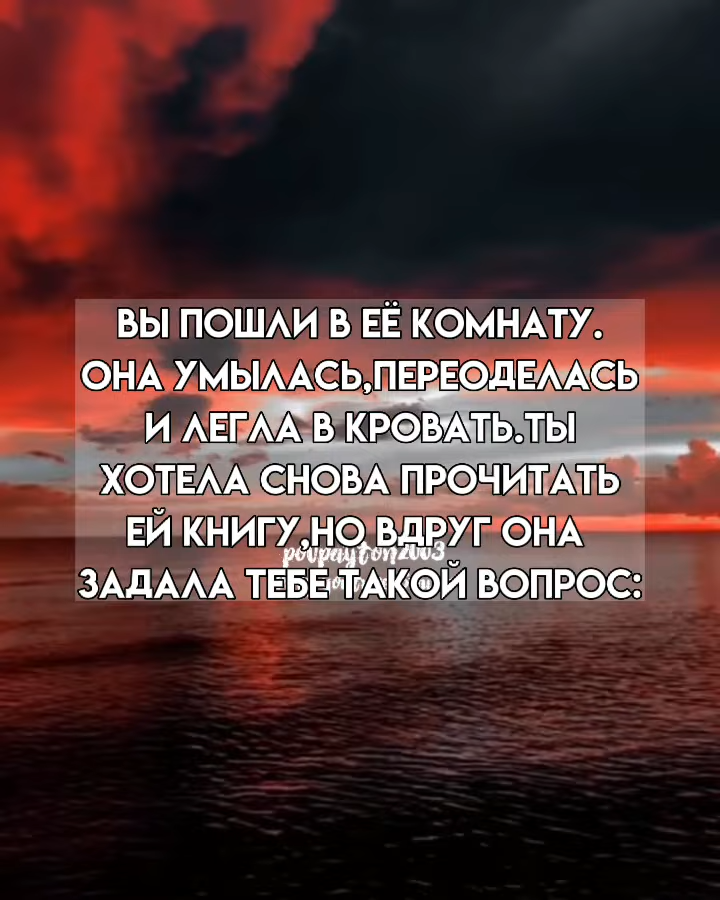 ВЫ ПОШЛИ В ЕЁ КОМНАТУ.
ОНА УМЫЛАСЬ,ПЕРЕОДЕЛАСЬ
И ЛЕГЛА В КРОВАТЬ.ТЫ
ХОТЕЛА СНОВА ПРОЧИТАТЬ
ЕЙ КНИГУ,НО ВДРУГ ОНА
povpayton2003
ЗАДАЛА ТЕБЕ ТАКОЙ ВОПРОС: